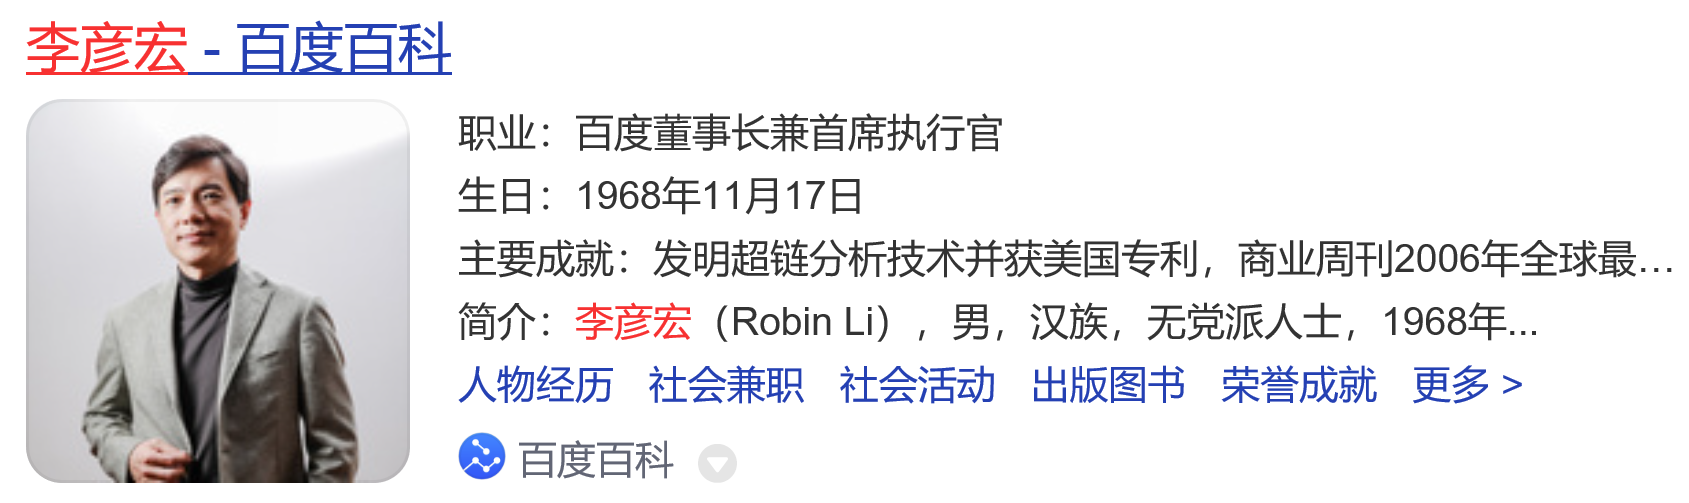 李彦宏 - 百度百科
职业：百度董事长兼首席执行官
生日：1968年11月17日
主要成就：发明超链分析技术并获美国专利，商业周刊2006年全球最...
简介：李彦宏（Robin Li），男，汉族，无党派人士，1968年...
人物经历 社会兼职 社会活动 出版图书 荣誉成就 更多 >
百度百科